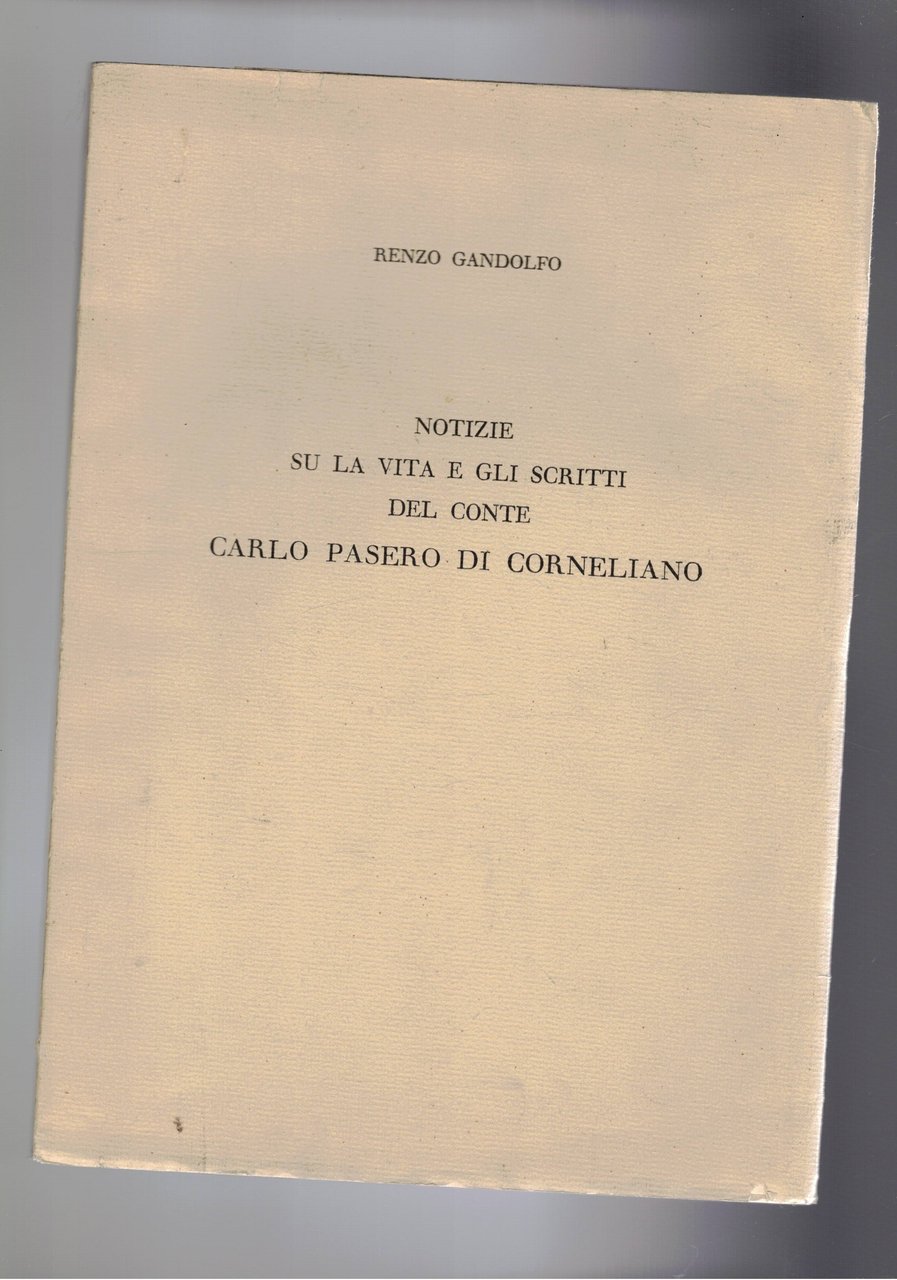 RENZO GANDOLFO
NOTIZIE
SU LA VITA E GLI SCRITTI
DEL CONTE
CARLO PASERO DI CORNELIANO